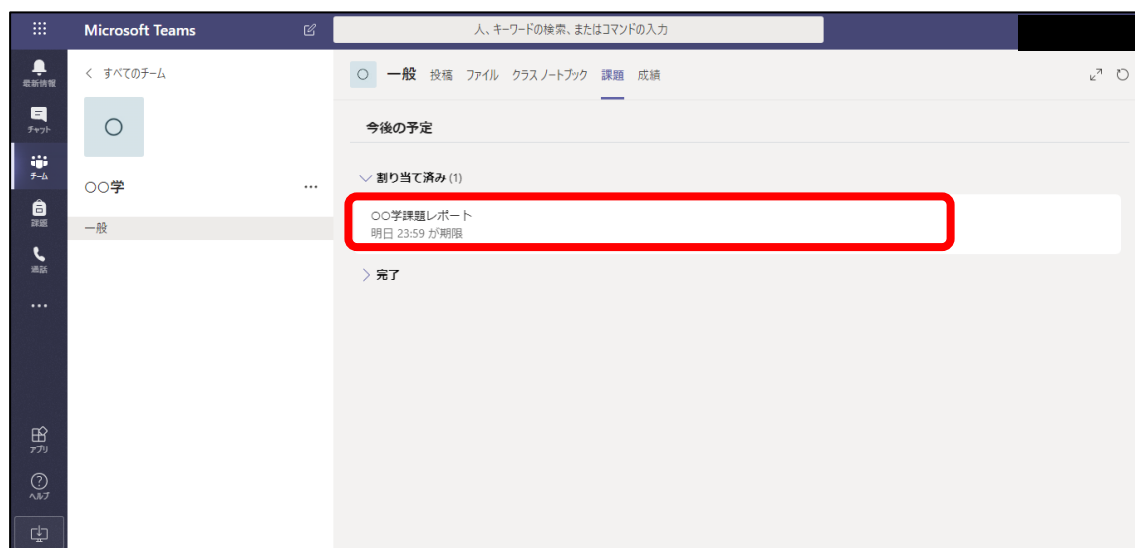 Microsoft Teams
人、キーワードの検索、またはコマンドの入力
最新情報
チャット
チーム
課題
通話
アプリ
ヘルプ
すべてのチーム
〇
〇〇学
一般
〇 一般 投稿 ファイル クラス ノートブック 課題 成績
今後の予定
割り当て済み (1)
〇〇学課題レポート
明日 23:59 が期限
完了